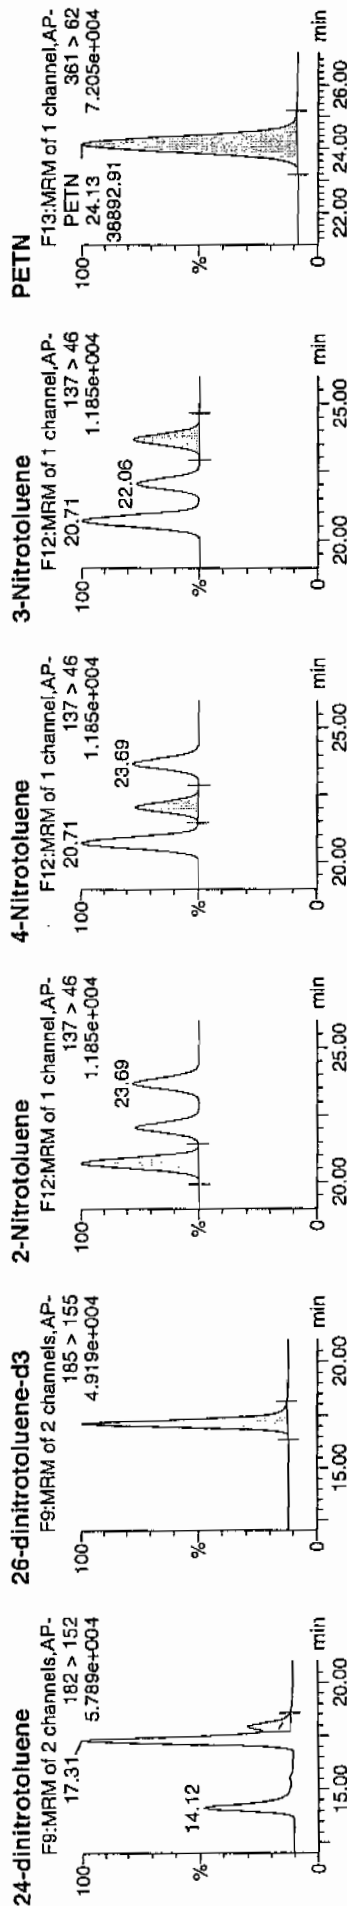 24-dinitrotoluene
F9:MRM of 2 channels,AP-
182 > 152
17.31
5.789e+004
100
14.12
%
0
15.00 20.00 min
26-dinitrotoluene-d3
F9:MRM of 2 channels,AP-
185 > 155
4.919e+004
100
%
0
15.00 20.00 min
2-Nitrotoluene
F12:MRM of 1 channel,AP-
137 > 46
1.185e+004
100
23.69
%
0
20.00 25.00 min
4-Nitrotoluene
F12:MRM of 1 channel,AP-
20.71 137 > 46
1.185e+004
100
23.69
%
0
20.00 25.00 min
3-Nitrotoluene
F12:MRM of 1 channel,AP-
20.71 137 > 46
1.185e+004
100
22.06
%
0
20.00 25.00 min
PETN
F13:MRM of 1 channel,AP-
PETN 361 > 62
24.13 7.205e+004
36892.91
100
%
0
22.00 24.00 26.00 min